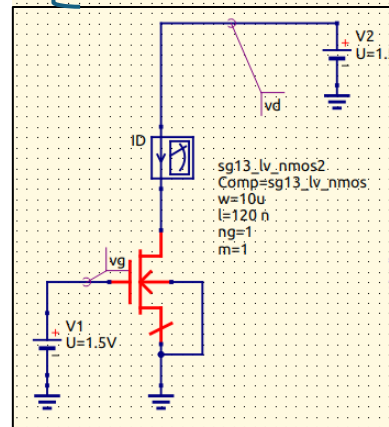 V2
U=1.
vd
ID
sg13_lv_nmos2
Comp=sg13_lv_nmos
w=10u
l=120 n
ng=1
m=1
vg
V1
U=1.5V